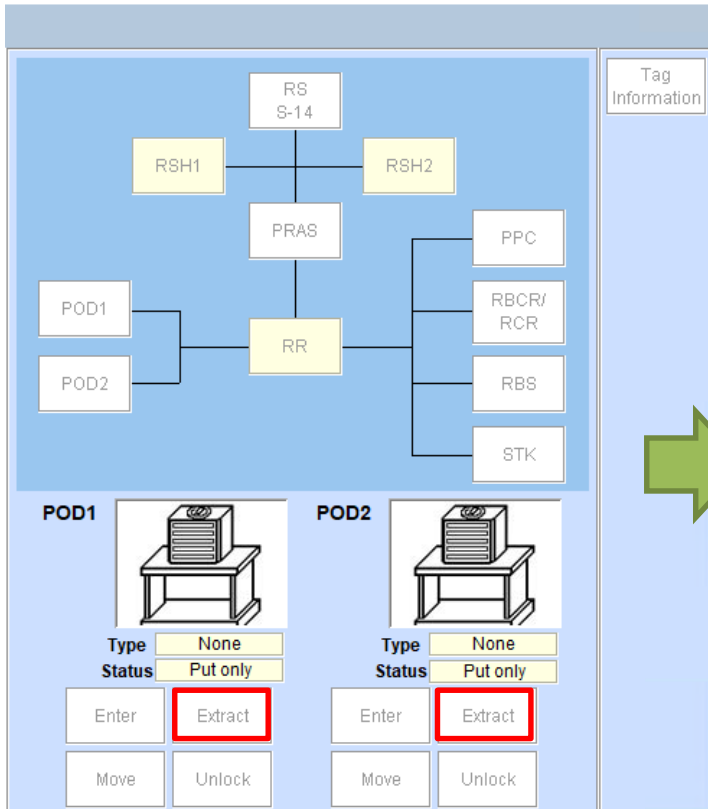 Tag
Information
RS
S-14
RSH1
RSH2
PRAS
PPC
POD1
RBCR/
RCR
RR
POD2
RBS
STK
POD1
POD2
Type None
Type None
Status Put only
Status Put only
Enter Extract
Enter Extract
Move Unlock
Move Unlock